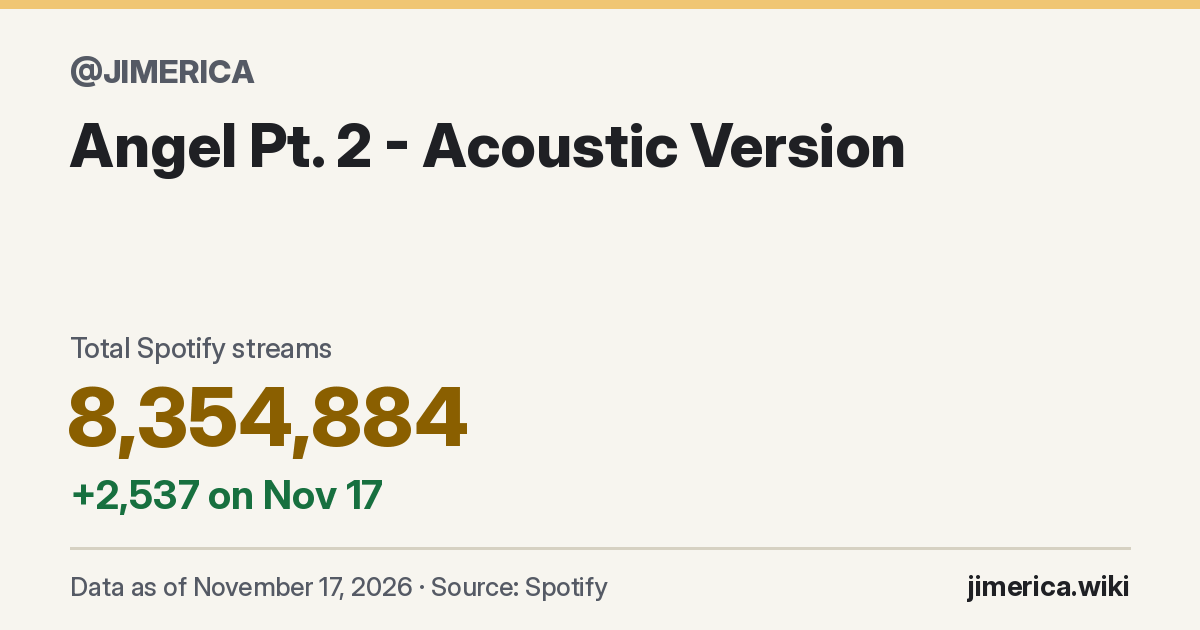 @JIMERICA
Angel Pt. 2 - Acoustic Version
Total Spotify streams
8,354,884
+2,537 on Nov 17
Data as of November 17, 2026 · Source: Spotify
jimerica.wiki